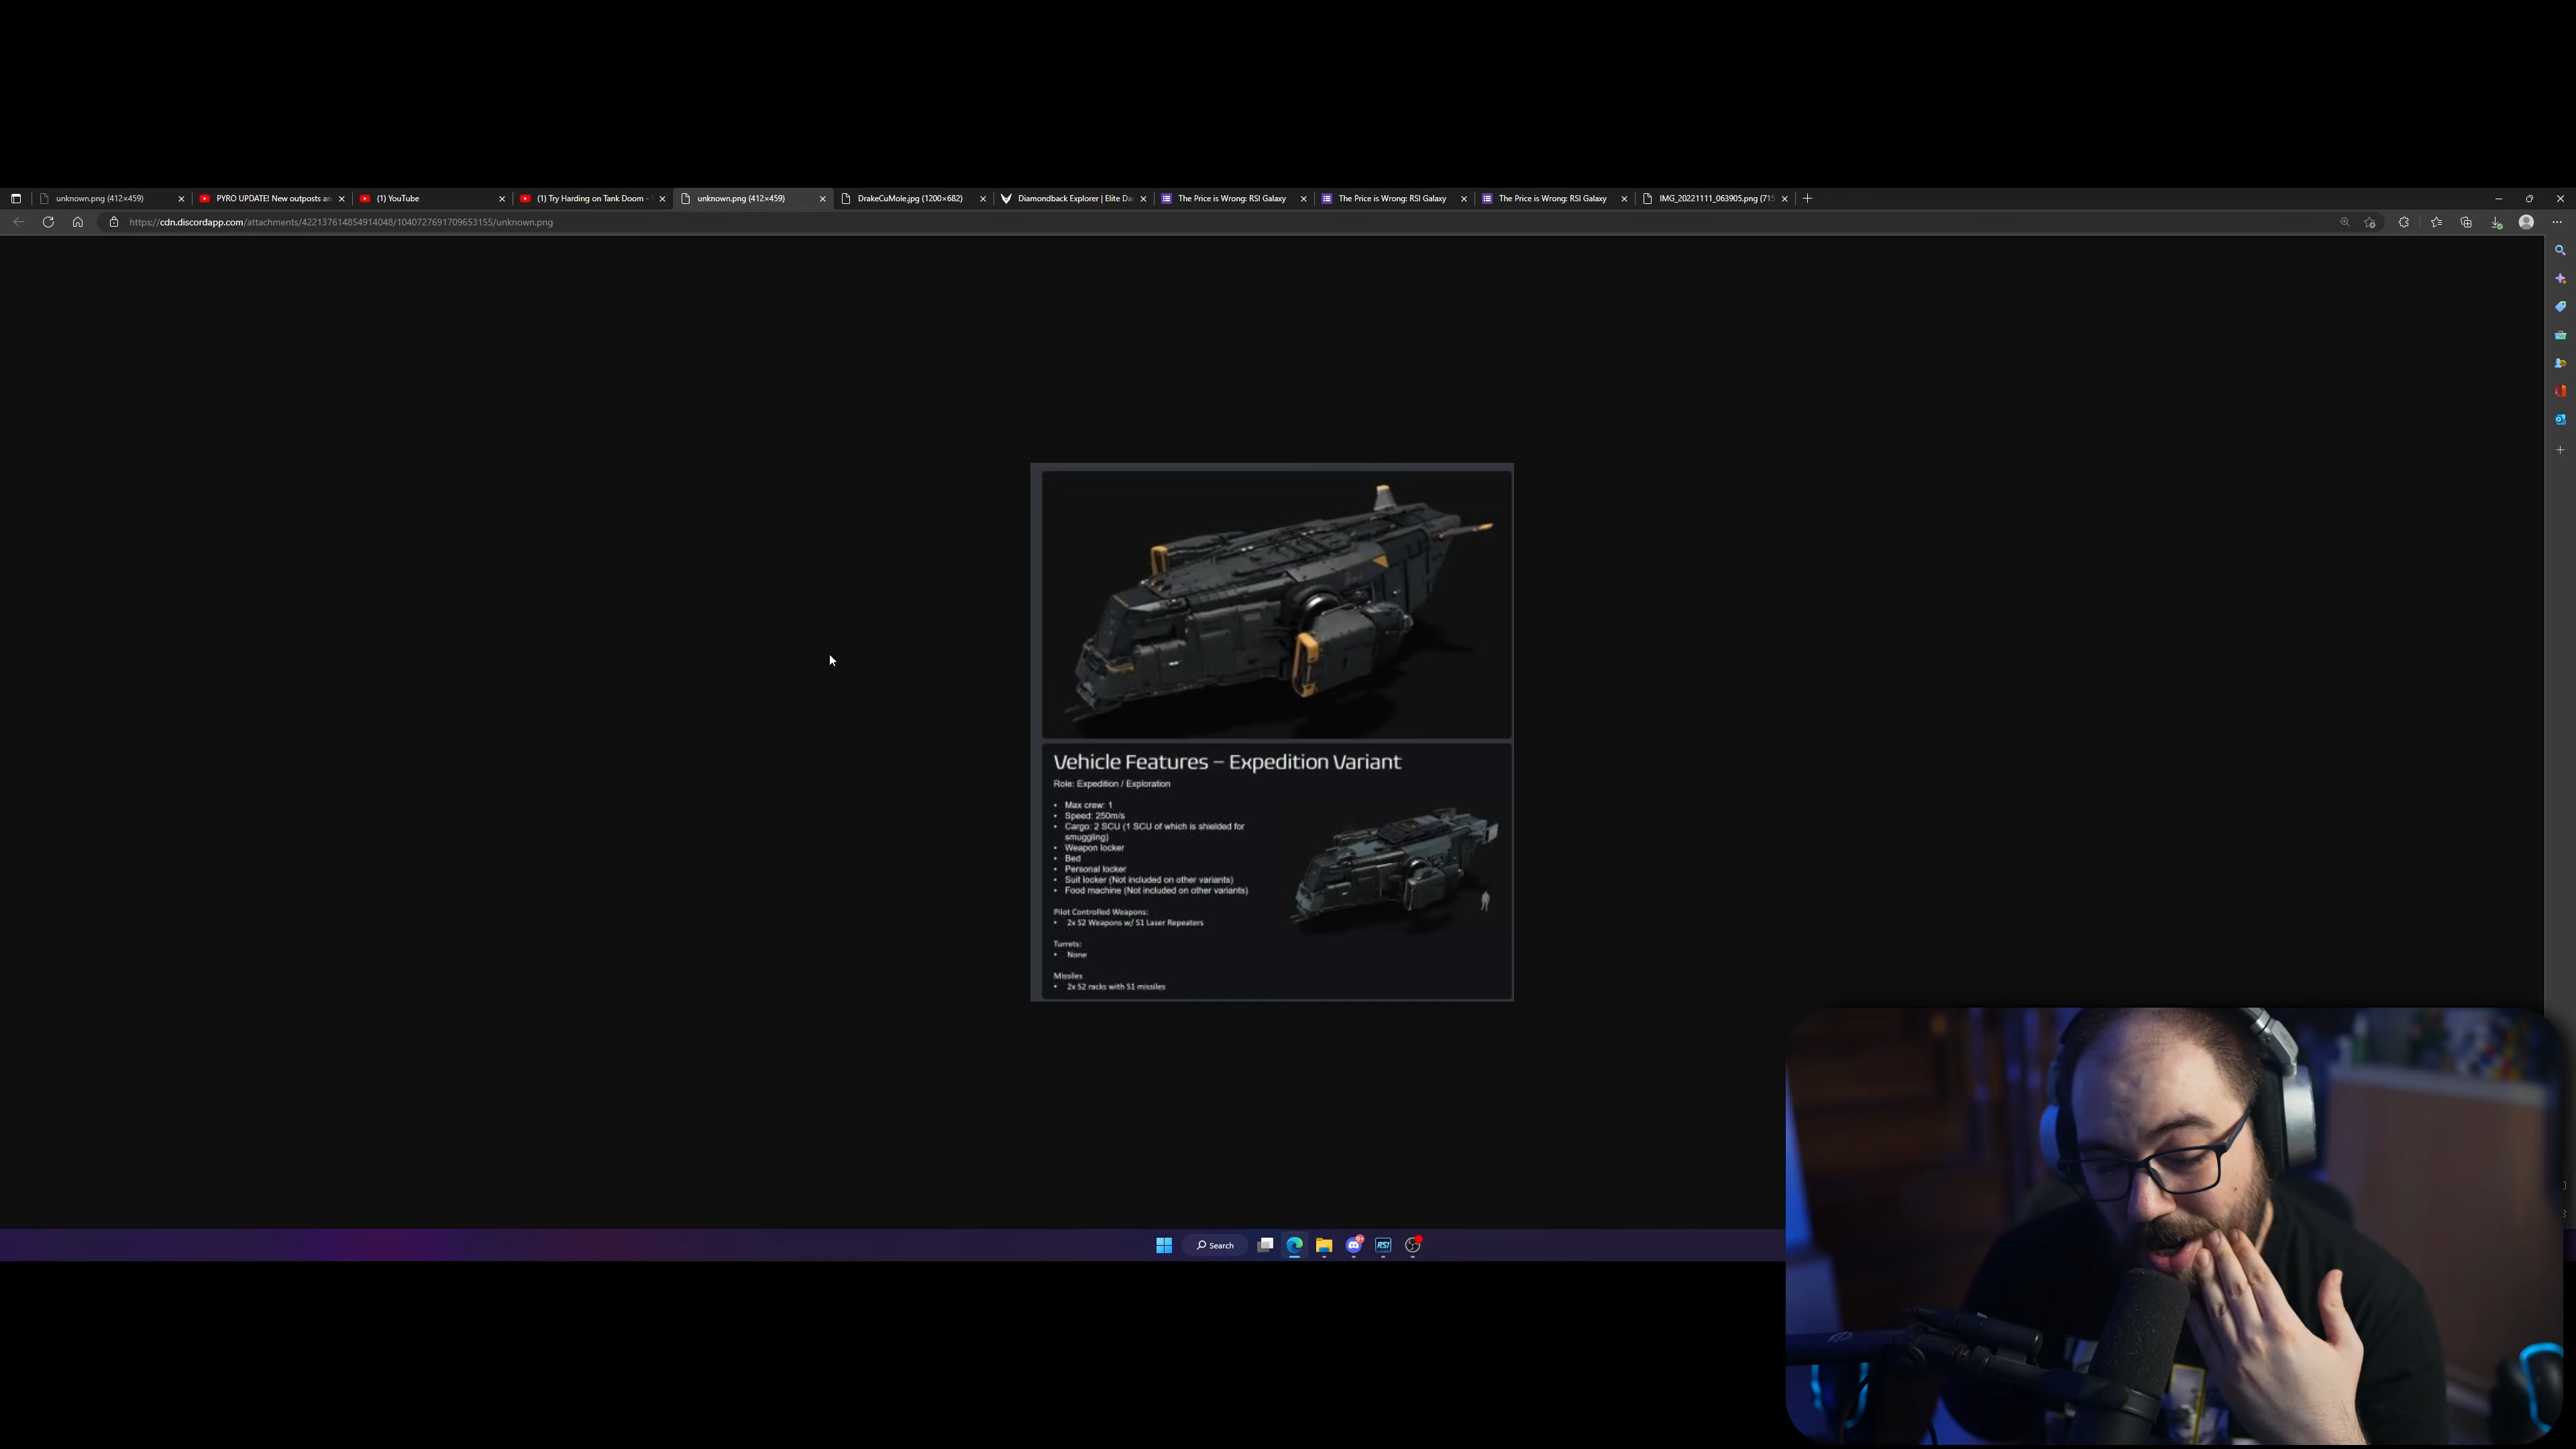 unknown.png (412×459)
PYRO UPDATE! New outposts an
(1) YouTube
(1) Try Harding on Tank Doom -
unknown.png (412×459)
DrakeCuMole.jpg (1200×682)
Diamondback Explorer | Elite Da
The Price is Wrong: RSI Galaxy
The Price is Wrong: RSI Galaxy
The Price is Wrong: RSI Galaxy
IMG_20221111_063905.png (715
https://cdn.discordapp.com/attachments/422137614854914048/1040727691709653155/unknown.png
Vehicle Features – Expedition Variant
Role: Expedition / Exploration
• Max crew: 1
• Speed: 250m/s
• Cargo: 2 SCU (1 SCU of which is shielded for
smuggling)
• Weapon locker
• Bed
• Personal locker
• Suit locker (Not included on other variants)
• Food machine (Not included on other variants)
Pilot Controlled Weapons:
• 2x S2 Weapons w/ S1 Laser Repeaters
Turrets:
• None
Missiles
• 2x S2 racks with S1 missiles
Search
9+
RSI